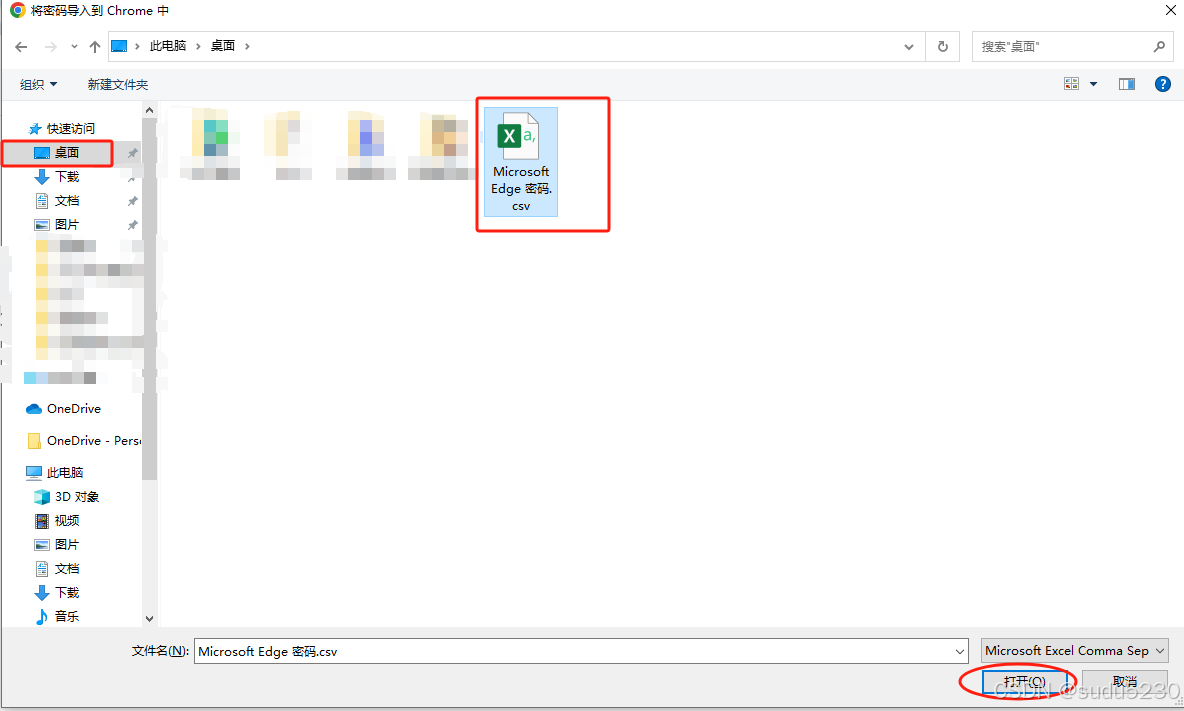 将密码导入到 Chrome 中
此电脑
桌面
搜索"桌面"
组织
新建文件夹
快速访问
桌面
下载
文档
图片
OneDrive
OneDrive - Pers
此电脑
3D 对象
视频
图片
文档
下载
音乐
X a,
Microsoft
Edge 密码.
csv
文件名(N):
Microsoft Edge 密码.csv
Microsoft Excel Comma Sep
打开(O)
取消
CSDN @sudu5230